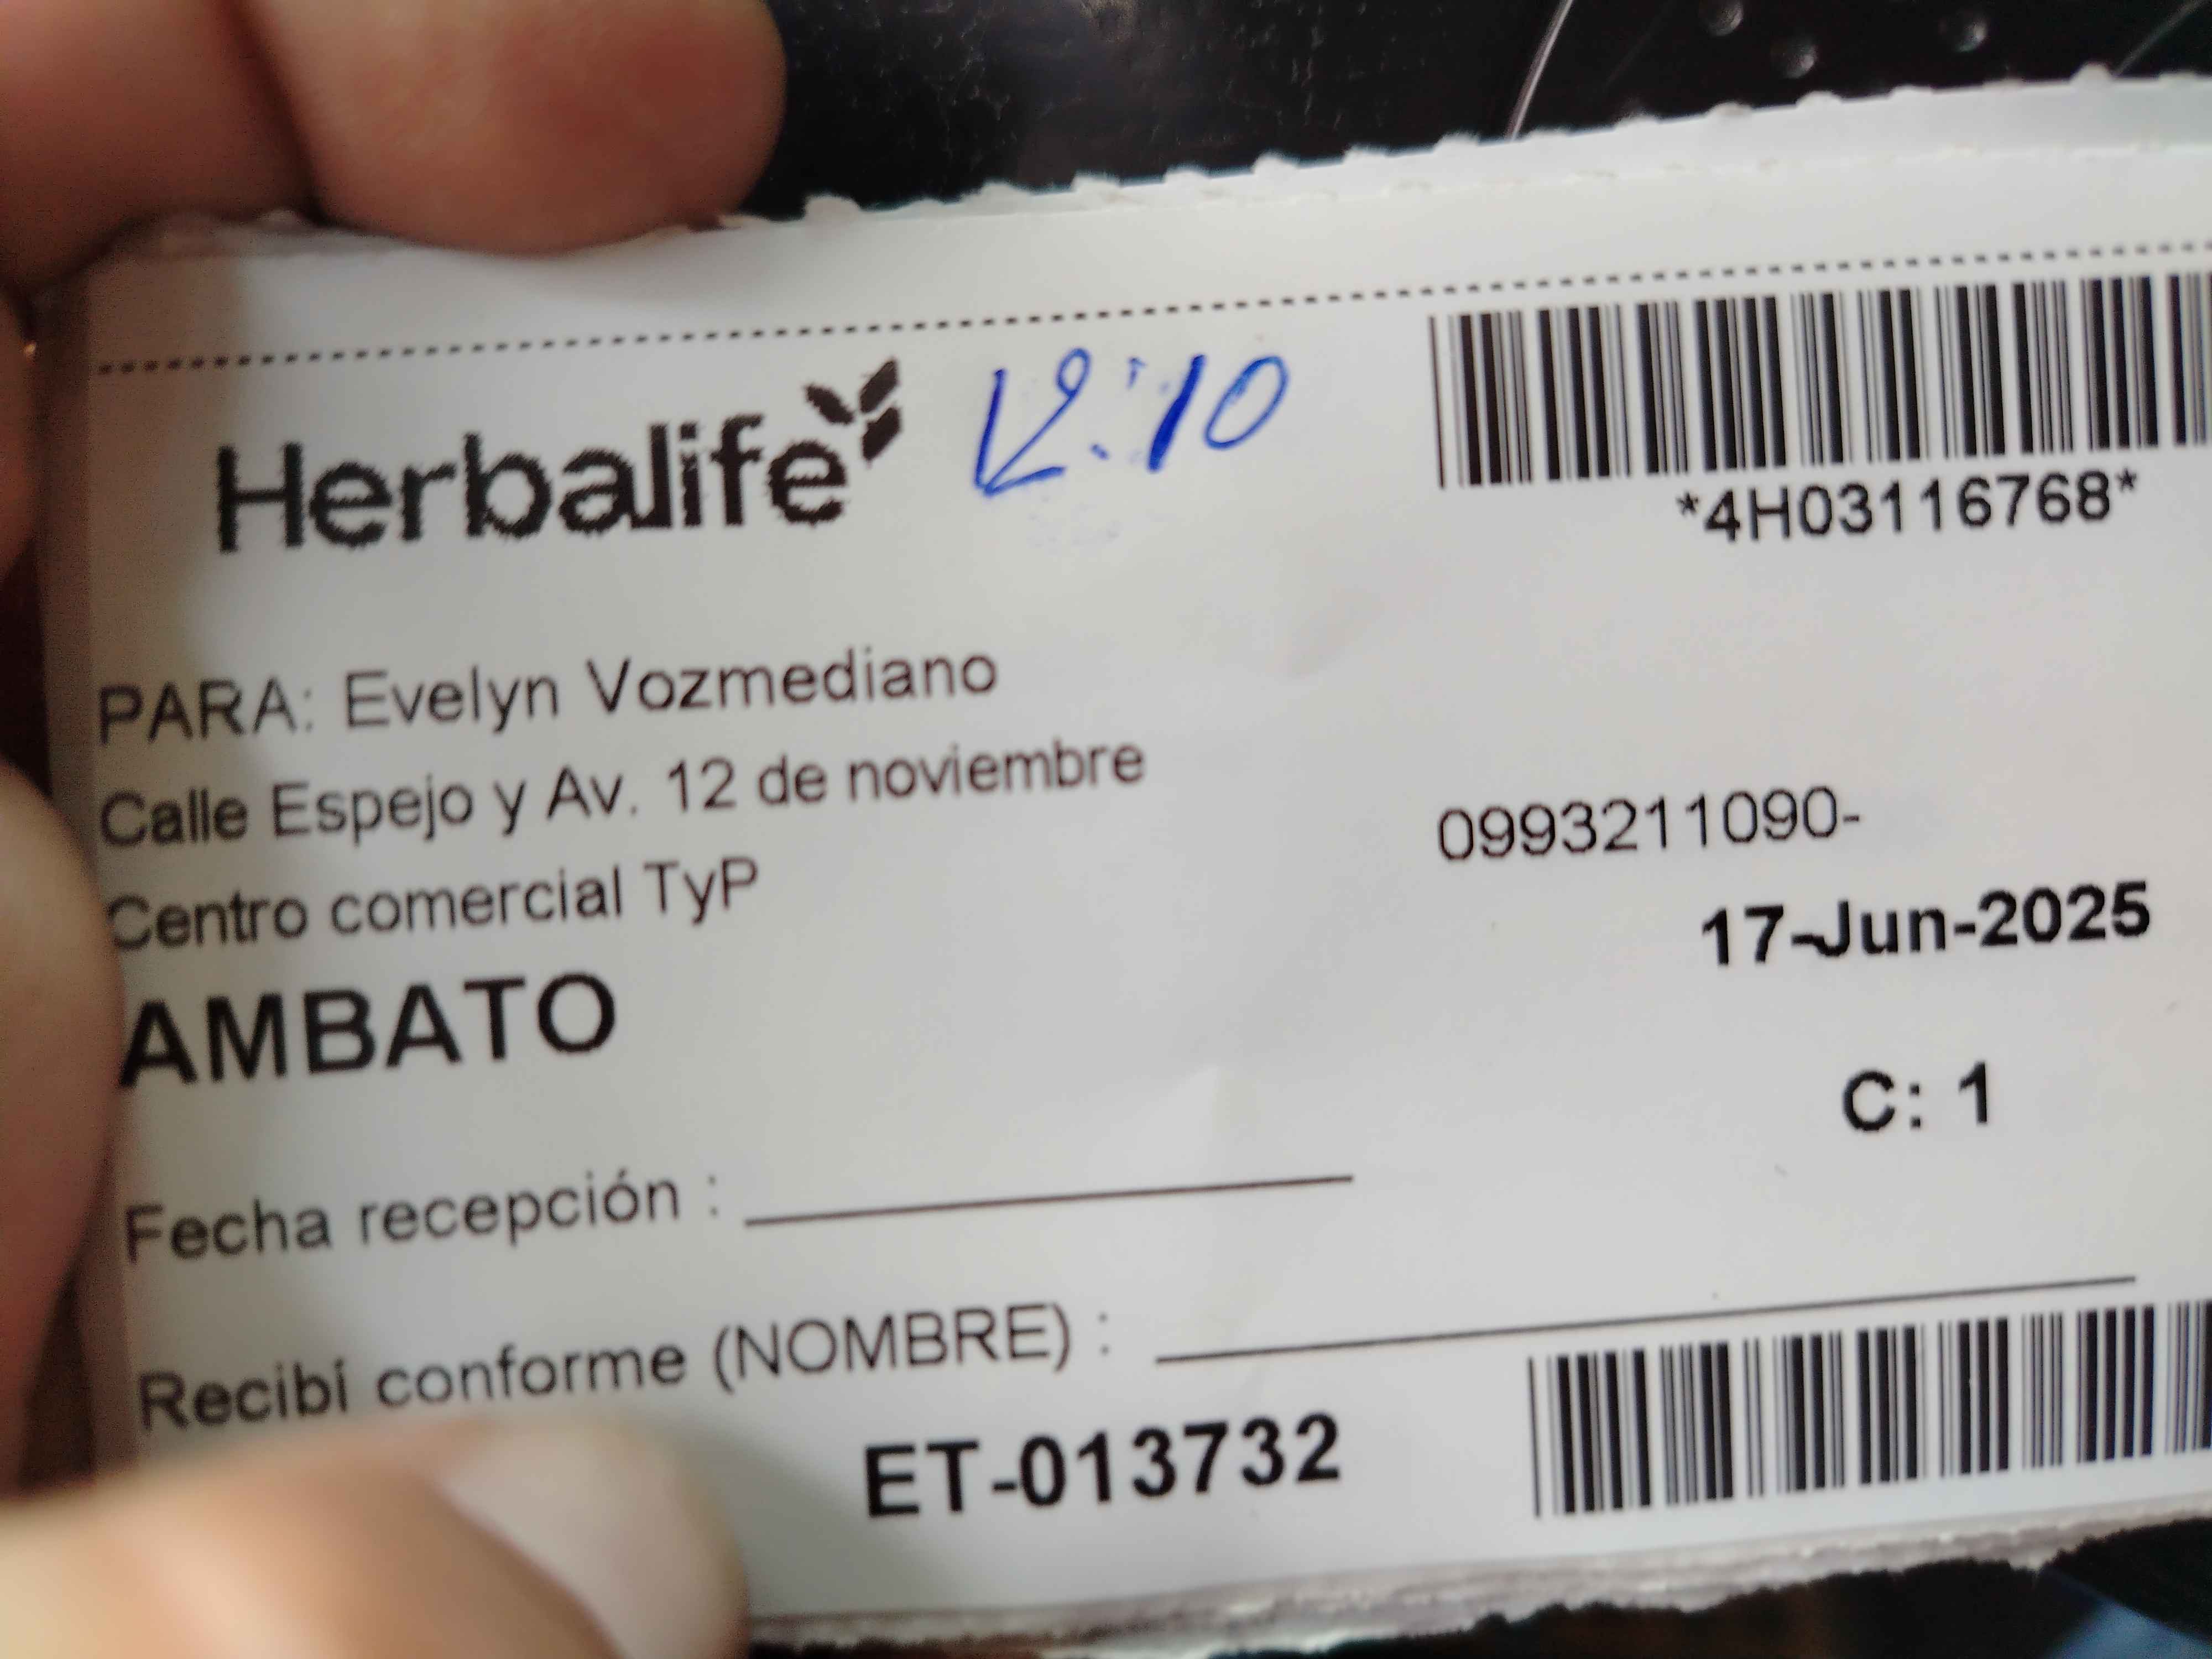 Herbalife 12:10
*4H03116768*
PARA: Evelyn Vozmediano
Calle Espejo y Av. 12 de noviembre
0993211090-
Centro comercial TyP
17-Jun-2025
AMBATO
C: 1
Fecha recepción :
Recibí conforme (NOMBRE) :
ET-013732